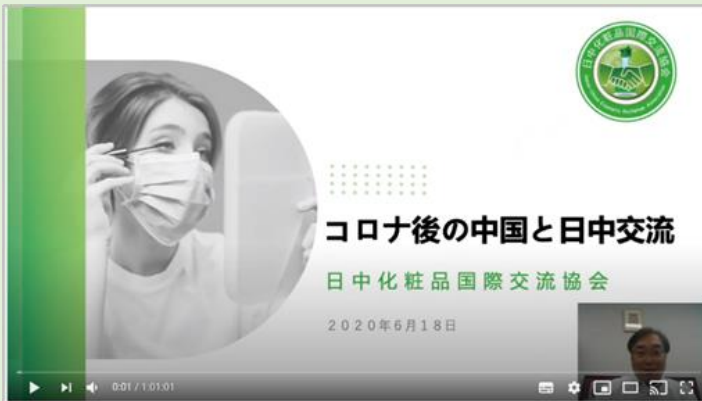 日中化粧品国際交流協会
コロナ後の中国と日中交流
日中化粧品国際交流協会
2020年6月18日
0:01 / 1:01:01